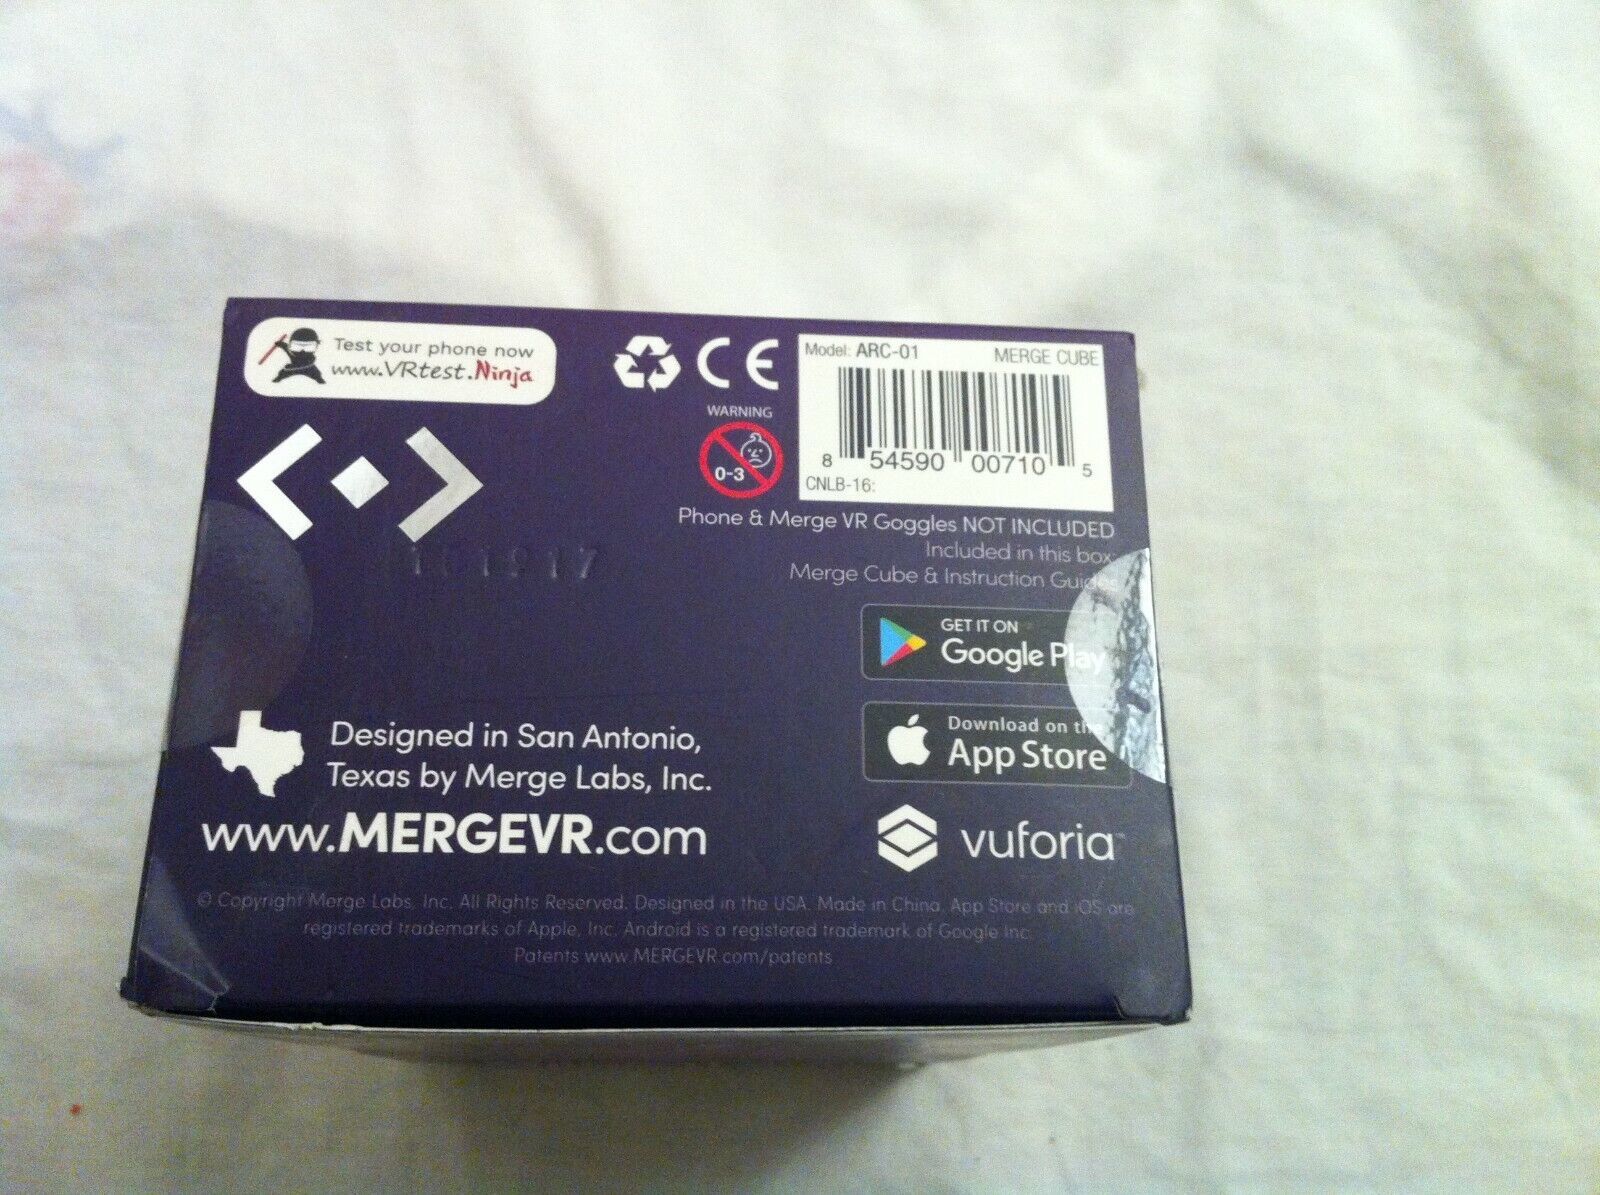 Test your phone now
www.VRtest.Ninja
CE
WARNING
0-3
Model: ARC-01 MERGE CUBE
8 54590 00710 5
CNLB-16:
Phone & Merge VR Goggles NOT INCLUDED
Included in this box:
Merge Cube & Instruction Guides
GET IT ON
Google Play
Download on the
App Store
Designed in San Antonio,
Texas by Merge Labs, Inc.
www.MERGEVR.com
vuforia™
© Copyright Merge Labs, Inc. All Rights Reserved. Designed in the USA. Made in China. App Store and iOS are
registered trademarks of Apple, Inc. Android is a registered trademark of Google Inc.
Patents www.MERGEVR.com/patents